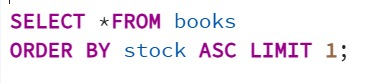 SELECT *FROM books
ORDER BY stock ASC LIMIT 1;